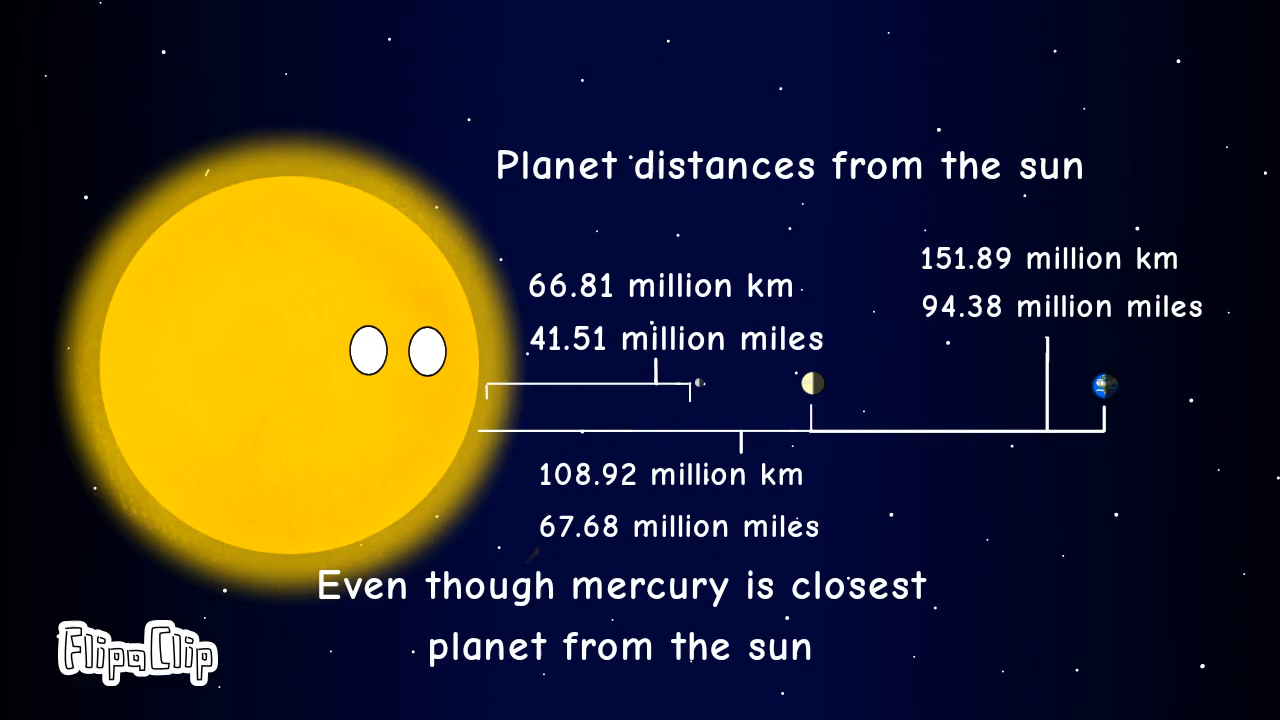 Planet distances from the sun
66.81 million km
41.51 million miles
151.89 million km
94.38 million miles
108.92 million km
67.68 million miles
Even though mercury is closest
planet from the sun
FlipaClip